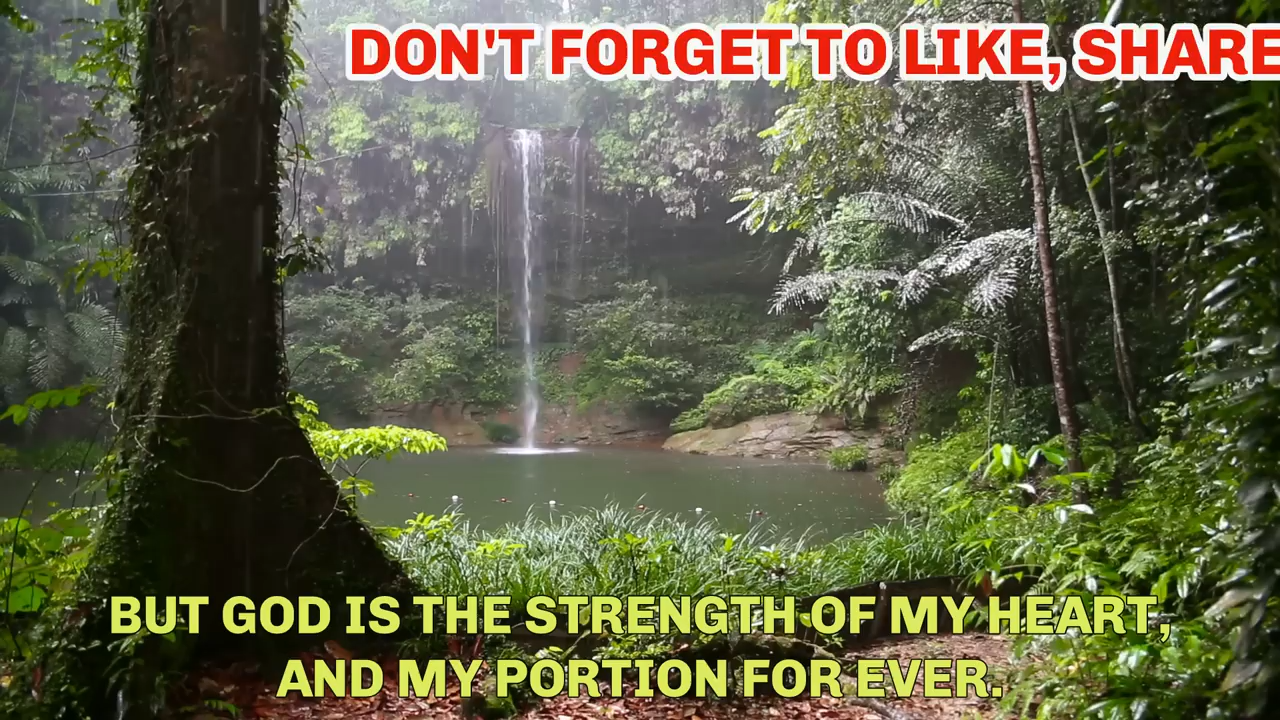 DON'T FORGET TO LIKE, SHARE
BUT GOD IS THE STRENGTH OF MY HEART,
AND MY PORTION FOR EVER.